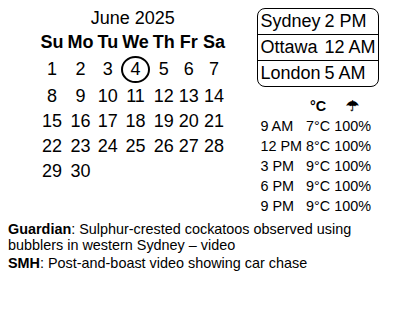 June 2025
Su Mo Tu We Th Fr Sa
1 2 3 4 5 6 7
8 9 10 11 12 13 14
15 16 17 18 19 20 21
22 23 24 25 26 27 28
29 30
Sydney 2 PM
Ottawa 12 AM
London 5 AM
°C ☂
9 AM 7°C 100%
12 PM 8°C 100%
3 PM 9°C 100%
6 PM 9°C 100%
9 PM 9°C 100%
Guardian: Sulphur-crested cockatoos observed using
bubblers in western Sydney – video
SMH: Post-and-boast video showing car chase